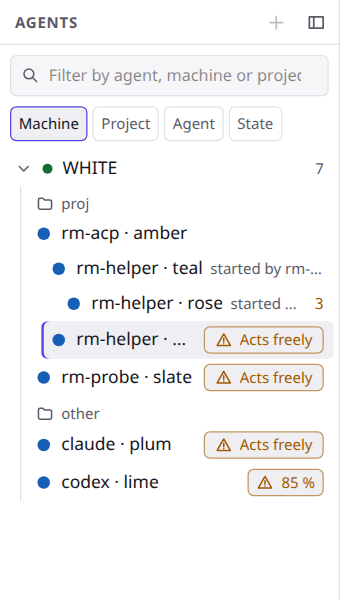 AGENTS
Filter by agent, machine or projec
Machine Project Agent State
WHITE 7
proj
rm-acp · amber
rm-helper · teal started by rm-...
rm-helper · rose started ... 3
rm-helper · ... Acts freely
rm-probe · slate Acts freely
other
claude · plum Acts freely
codex · lime 85 %